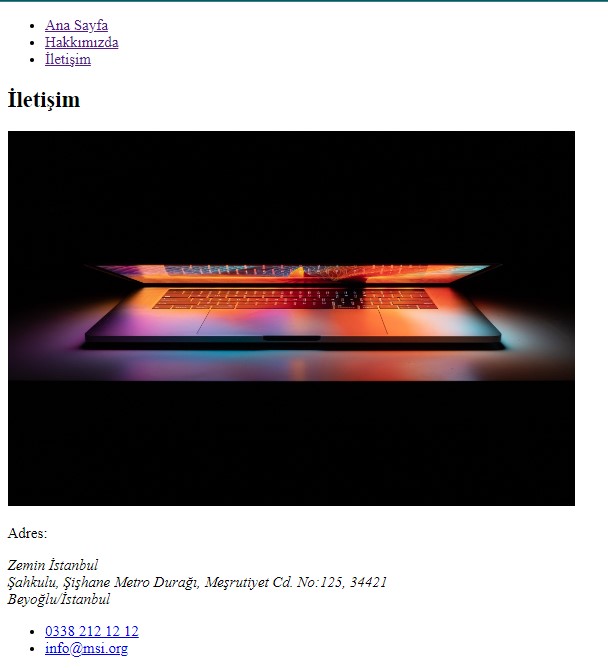 Ana Sayfa
Hakkımızda
İletişim
İletişim
Adres:
Zemin İstanbul
Şahkulu, Şişhane Metro Durağı, Meşrutiyet Cd. No:125, 34421
Beyoğlu/İstanbul
0338 212 12 12
info@msi.org